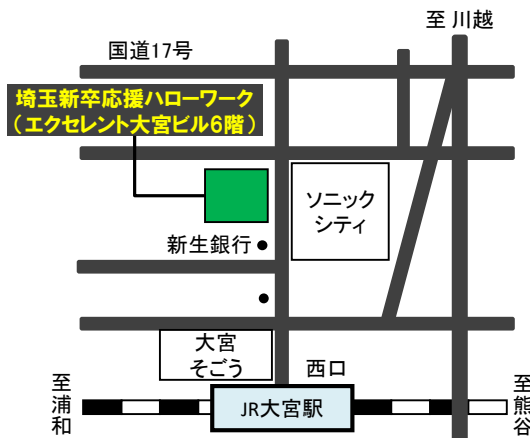 至 川越
国道17号
埼玉新卒応援ハローワーク
(エクセレント大宮ビル6階)
ソニック
シティ
新生銀行
大宮
そごう
西口
至浦和
JR大宮駅
至熊谷